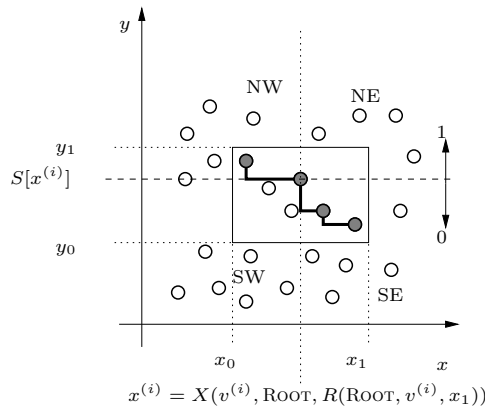 y
NW
NE
y₁
1
S[x⁽ⁱ⁾]
y₀
0
SW
SE
x₀
x₁
x
x⁽ⁱ⁾ = X(v⁽ⁱ⁾, ROOT, R(ROOT, v⁽ⁱ⁾, x₁))